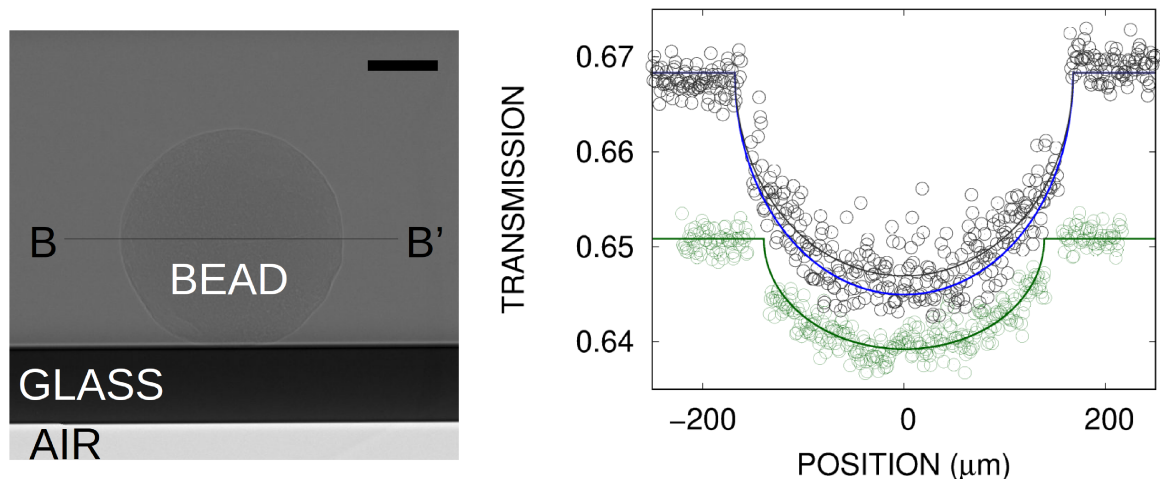 B
B'
BEAD
GLASS
AIR
TRANSMISSION
0.67
0.66
0.65
0.64
−200
0
200
POSITION (μm)